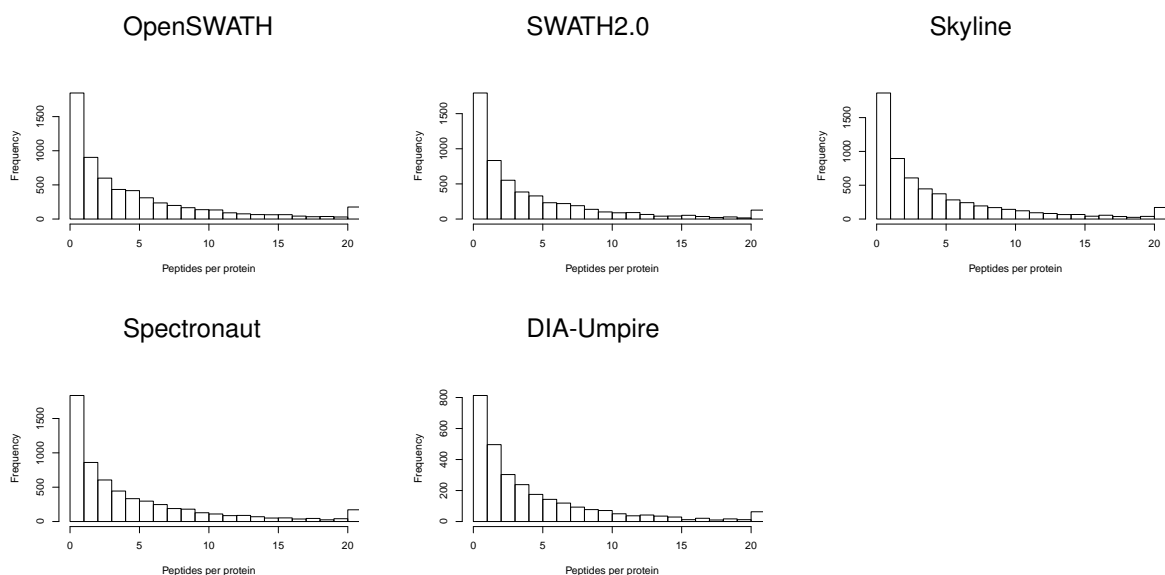 OpenSWATH
SWATH2.0
Skyline
Frequency
0 500 1000 1500
0 5 10 15 20
Peptides per protein
Frequency
0 500 1000 1500
0 5 10 15 20
Peptides per protein
Frequency
0 500 1000 1500
0 5 10 15 20
Peptides per protein
Spectronaut
DIA-Umpire
Frequency
0 500 1000 1500
0 5 10 15 20
Peptides per protein
Frequency
0 200 400 600 800
0 5 10 15 20
Peptides per protein